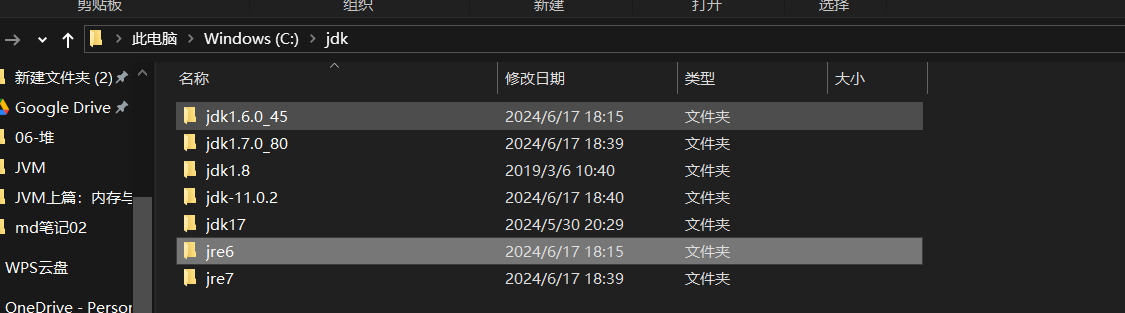 剪贴板 组织 新建 打开 选择
此电脑 Windows (C:) jdk
名称 修改日期 类型 大小
新建文件夹 (2)
Google Drive
06-堆
JVM
JVM上篇：内存与
md笔记02
WPS云盘
OneDrive - Person
jdk1.6.0_45 2024/6/17 18:15 文件夹
jdk1.7.0_80 2024/6/17 18:39 文件夹
jdk1.8 2019/3/6 10:40 文件夹
jdk-11.0.2 2024/6/17 18:40 文件夹
jdk17 2024/5/30 20:29 文件夹
jre6 2024/6/17 18:15 文件夹
jre7 2024/6/17 18:39 文件夹